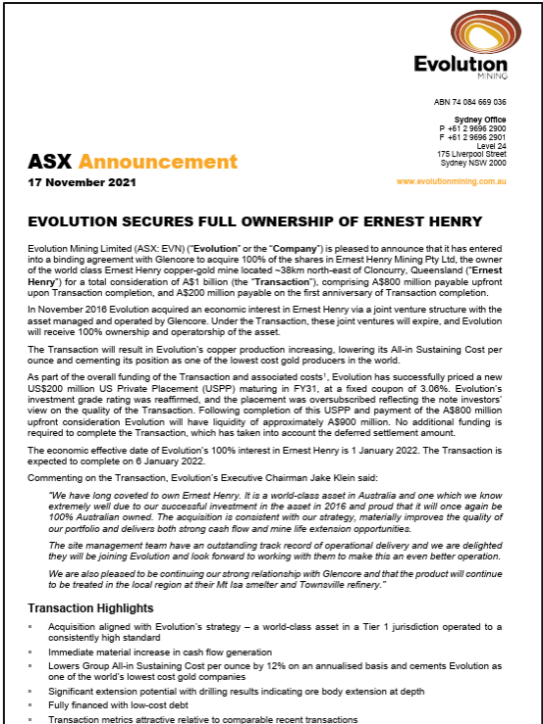 Evolution
MINING
ABN 74 084 669 036
Sydney Office
P +61 2 9696 2900
F +61 2 9696 2901
Level 24
175 Liverpool Street
Sydney NSW 2000
ASX Announcement
17 November 2021
www.evolutionmining.com.au
EVOLUTION SECURES FULL OWNERSHIP OF ERNEST HENRY
Evolution Mining Limited (ASX: EVN) (“Evolution” or the “Company”) is pleased to announce that it has entered
into a binding agreement with Glencore to acquire 100% of the shares in Ernest Henry Mining Pty Ltd, the owner
of the world class Ernest Henry copper-gold mine located ~38km north-east of Cloncurry, Queensland (“Ernest
Henry”) for a total consideration of A$1 billion (the “Transaction”), comprising A$800 million payable upfront
upon Transaction completion, and A$200 million payable on the first anniversary of Transaction completion.
In November 2016 Evolution acquired an economic interest in Ernest Henry via a joint venture structure with the
asset managed and operated by Glencore. Under the Transaction, these joint ventures will expire, and Evolution
will receive 100% ownership and operatorship of the asset.
The Transaction will result in Evolution’s copper production increasing, lowering its All-in Sustaining Cost per
ounce and cementing its position as one of the lowest cost gold producers in the world.
As part of the overall funding of the Transaction and associated costs¹, Evolution has successfully priced a new
US$200 million US Private Placement (USPP) maturing in FY31, at a fixed coupon of 3.06%. Evolution’s
investment grade rating was reaffirmed, and the placement was oversubscribed reflecting the note investors’
view on the quality of the Transaction. Following completion of this USPP and payment of the A$800 million
upfront consideration Evolution will have liquidity of approximately A$900 million. No additional funding is
required to complete the Transaction, which has taken into account the deferred settlement amount.
The economic effective date of Evolution’s 100% interest in Ernest Henry is 1 January 2022. The Transaction is
expected to complete on 6 January 2022.
Commenting on the Transaction, Evolution’s Executive Chairman Jake Klein said:
“We have long coveted to own Ernest Henry. It is a world-class asset in Australia and one which we know
extremely well due to our successful investment in the asset in 2016 and proud that it will once again be
100% Australian owned. The acquisition is consistent with our strategy, materially improves the quality of
our portfolio and delivers both strong cash flow and mine life extension opportunities.
The site management team have an outstanding track record of operational delivery and we are delighted
they will be joining Evolution and look forward to working with them to make this an even better operation.
We are also pleased to be continuing our strong relationship with Glencore and that the product will continue
to be treated in the local region at their Mt Isa smelter and Townsville refinery.”
Transaction Highlights
▪ Acquisition aligned with Evolution’s strategy – a world-class asset in a Tier 1 jurisdiction operated to a
consistently high standard
▪ Immediate material increase in cash flow generation
▪ Lowers Group All-in Sustaining Cost per ounce by 12% on an annualised basis and cements Evolution as
one of the world’s lowest cost gold companies
▪ Significant extension potential with drilling results indicating ore body extension at depth
▪ Fully financed with low-cost debt
▪ Transaction metrics attractive relative to comparable recent transactions